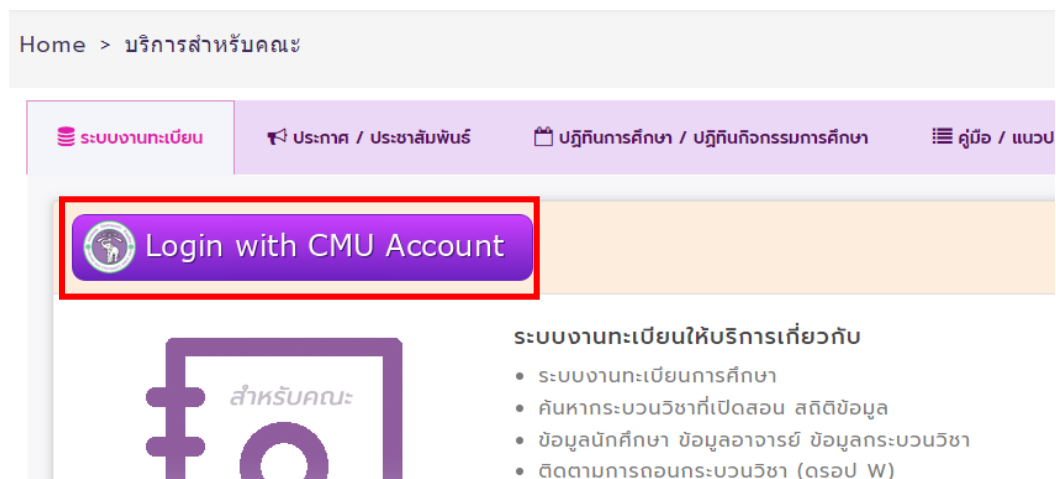 Home > บริการสำหรับคณะ
ระบบงานทะเบียน ประกาศ / ประชาสัมพันธ์ ปฏิทินการศึกษา / ปฏิทินกิจกรรมการศึกษา คู่มือ / แนวป
Login with CMU Account
ระบบงานทะเบียนให้บริการเกี่ยวกับ
สำหรับคณะ
• ระบบงานทะเบียนการศึกษา
• ค้นหากระบวนวิชาที่เปิดสอน สถิติข้อมูล
• ข้อมูลนักศึกษา ข้อมูลอาจารย์ ข้อมูลกระบวนวิชา
• ติดตามการถอนกระบวนวิชา (ดรอป W)